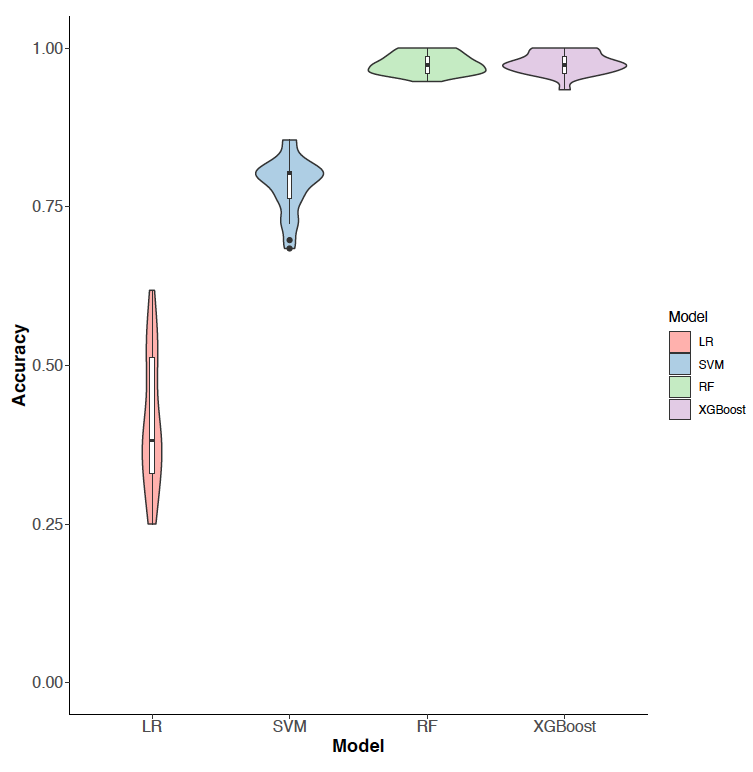 1.00
0.75
0.50
0.25
0.00
Accuracy
LR
SVM
RF
XGBoost
Model
Model
LR
SVM
RF
XGBoost